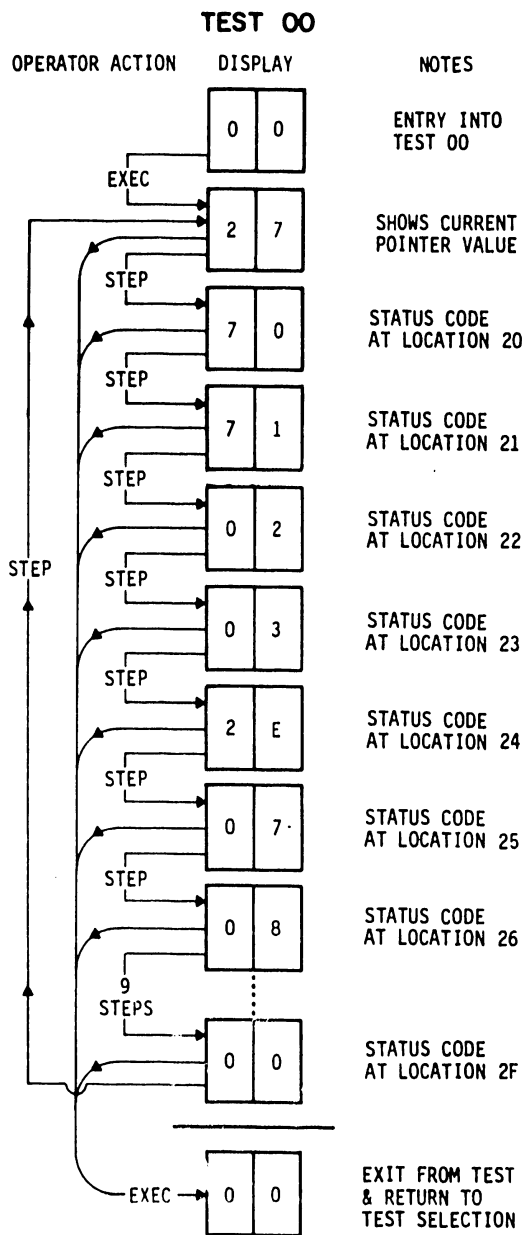 TEST 00
OPERATOR ACTION DISPLAY NOTES
0 0 ENTRY INTO
TEST 00
EXEC
2 7 SHOWS CURRENT
POINTER VALUE
STEP
7 0 STATUS CODE
AT LOCATION 20
STEP
7 1 STATUS CODE
AT LOCATION 21
STEP
0 2 STATUS CODE
AT LOCATION 22
STEP
STEP
0 3 STATUS CODE
AT LOCATION 23
STEP
2 E STATUS CODE
AT LOCATION 24
STEP
0 7 STATUS CODE
AT LOCATION 25
STEP
0 8 STATUS CODE
AT LOCATION 26
9
STEPS
0 0 STATUS CODE
AT LOCATION 2F
EXEC 0 0 EXIT FROM TEST
& RETURN TO
TEST SELECTION